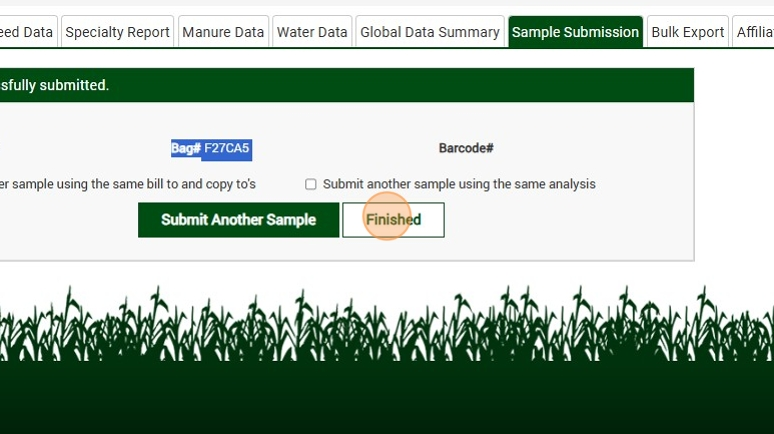 eed Data Specialty Report Manure Data Water Data Global Data Summary Sample Submission Bulk Export Affilia
sfully submitted.
Bag# F27CA5 Barcode#
er sample using the same bill to and copy to's Submit another sample using the same analysis
Submit Another Sample Finished